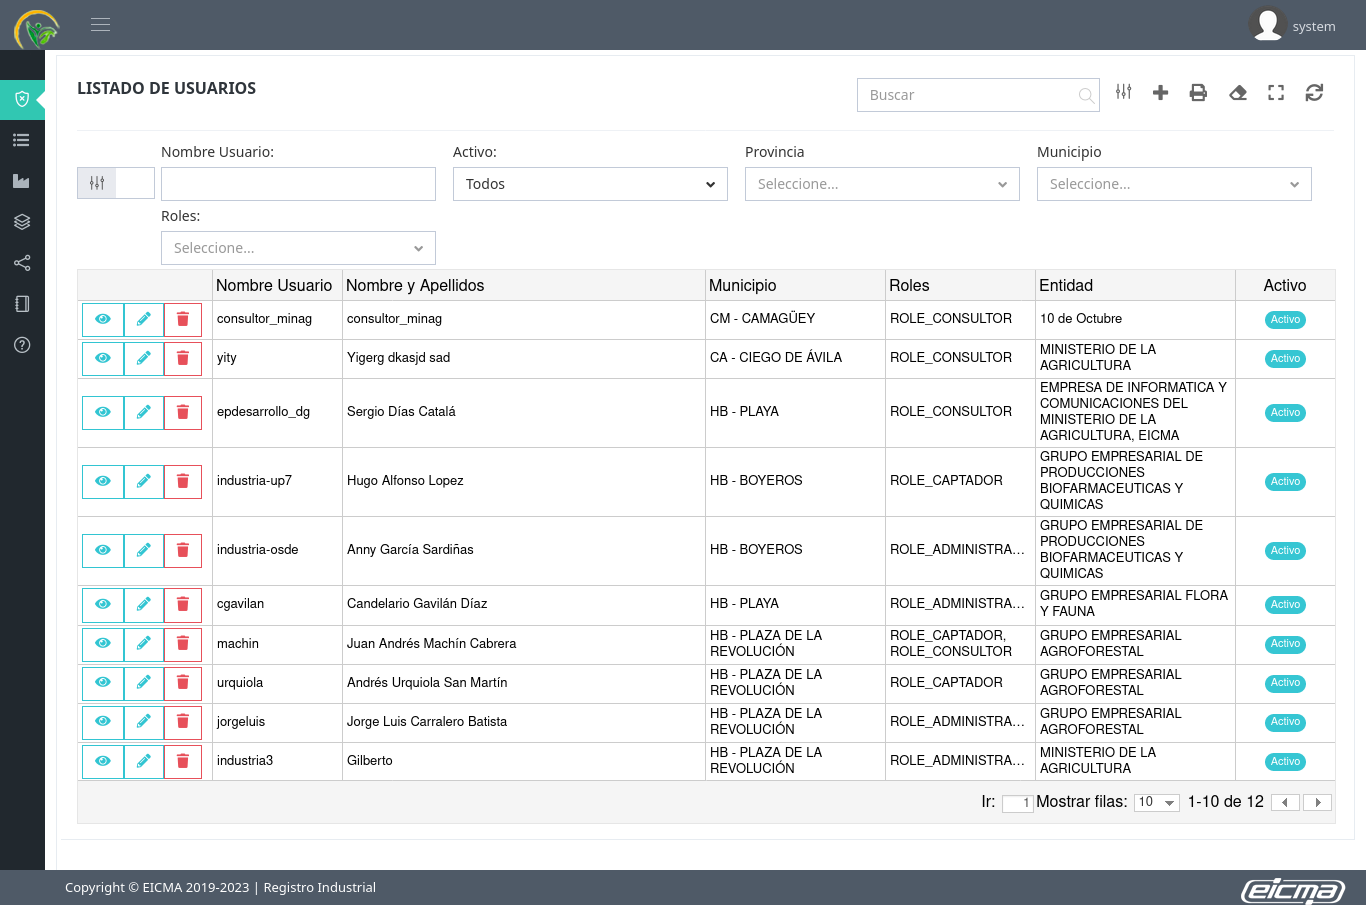 system
LISTADO DE USUARIOS
Buscar
Nombre Usuario:
Activo:
Provincia
Municipio
Todos
Seleccione...
Seleccione...
Roles:
Seleccione...
Nombre Usuario Nombre y Apellidos Municipio Roles Entidad Activo
consultor_minag consultor_minag CM - CAMAGÜEY ROLE_CONSULTOR 10 de Octubre Activo
yity Yigerg dkasjd sad CA - CIEGO DE ÁVILA ROLE_CONSULTOR MINISTERIO DE LA
AGRICULTURA Activo
epdesarrollo_dg Sergio Días Catalá HB - PLAYA ROLE_CONSULTOR EMPRESA DE INFORMATICA Y
COMUNICACIONES DEL
MINISTERIO DE LA
AGRICULTURA, EICMA Activo
industria-up7 Hugo Alfonso Lopez HB - BOYEROS ROLE_CAPTADOR GRUPO EMPRESARIAL DE
PRODUCCIONES
BIOFARMACEUTICAS Y
QUIMICAS Activo
industria-osde Anny García Sardiñas HB - BOYEROS ROLE_ADMINISTRA... GRUPO EMPRESARIAL DE
PRODUCCIONES
BIOFARMACEUTICAS Y
QUIMICAS Activo
cgavilan Candelario Gavilán Díaz HB - PLAYA ROLE_ADMINISTRA... GRUPO EMPRESARIAL FLORA
Y FAUNA Activo
machin Juan Andrés Machín Cabrera HB - PLAZA DE LA
REVOLUCIÓN ROLE_CAPTADOR,
ROLE_CONSULTOR GRUPO EMPRESARIAL
AGROFORESTAL Activo
urquiola Andrés Urquiola San Martín HB - PLAZA DE LA
REVOLUCIÓN ROLE_CAPTADOR GRUPO EMPRESARIAL
AGROFORESTAL Activo
jorgeluis Jorge Luis Carralero Batista HB - PLAZA DE LA
REVOLUCIÓN ROLE_ADMINISTRA... GRUPO EMPRESARIAL
AGROFORESTAL Activo
industria3 Gilberto HB - PLAZA DE LA
REVOLUCIÓN ROLE_ADMINISTRA... MINISTERIO DE LA
AGRICULTURA Activo
Ir: 1 Mostrar filas: 10 1-10 de 12
Copyright © EICMA 2019-2023 | Registro Industrial
eicma